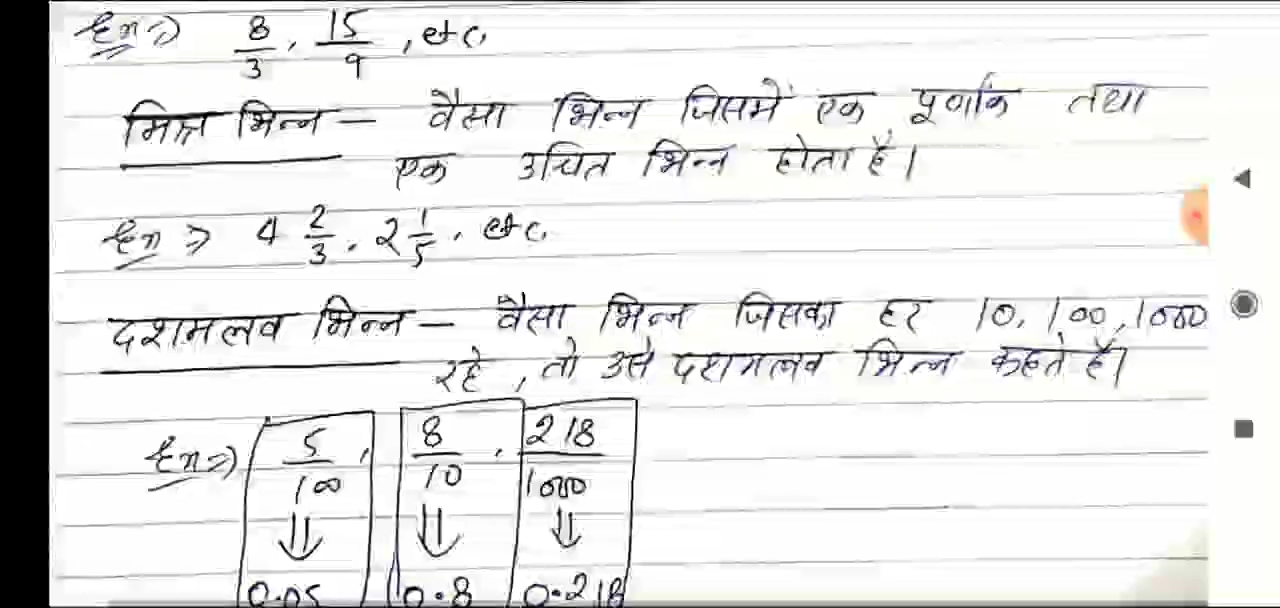 Ex⇒ 8/3, 15/9, etc,
मिश्र भिन्न — वैसा भिन्न जिसमें एक पूर्णांक तथा
एक उचित भिन्न होता है।
Ex ⇒ 4 2/3, 2 1/5, etc,
दशमलव भिन्न — वैसा भिन्न जिसका हर 10, 100, 1000
रहे, तो उसे दशमलव भिन्न कहते हैं।
Ex⇒) 5/100, 8/10, 218/1000
⇓ ⇓ ⇓
0.05 0.8 0.218